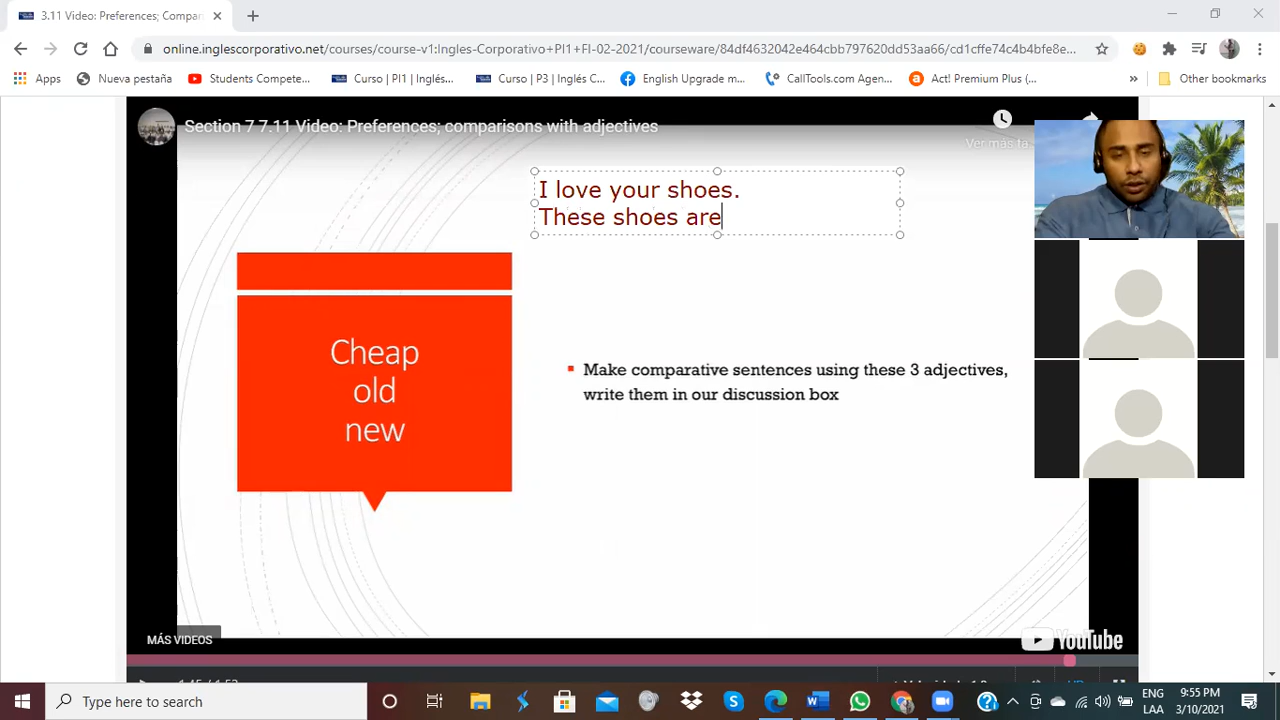 3.11 Video: Preferences; Compar
online.inglescorporativo.net/courses/course-v1:Ingles-Corporativo+PI1+FI-02-2021/courseware/84df4632042e464cbb797620dd53aa66/cd1cffe74c4b4bfe8e...
Apps
Nueva pestaña
Students Compete...
Curso | PI1 | Inglés...
Curso | P3 | Inglés C...
English Upgrade m...
CallTools.com Agen...
Act! Premium Plus (...
»
Other bookmarks
Section 7 7.11 Video: Preferences; comparisons with adjectives
Ver más ta
I love your shoes.
These shoes are
Cheap
old
new
Make comparative sentences using these 3 adjectives,
write them in our discussion box
MÁS VIDEOS
YouTube
1:45 / 1:53
Type here to search
ENG
LAA
9:55 PM
3/10/2021